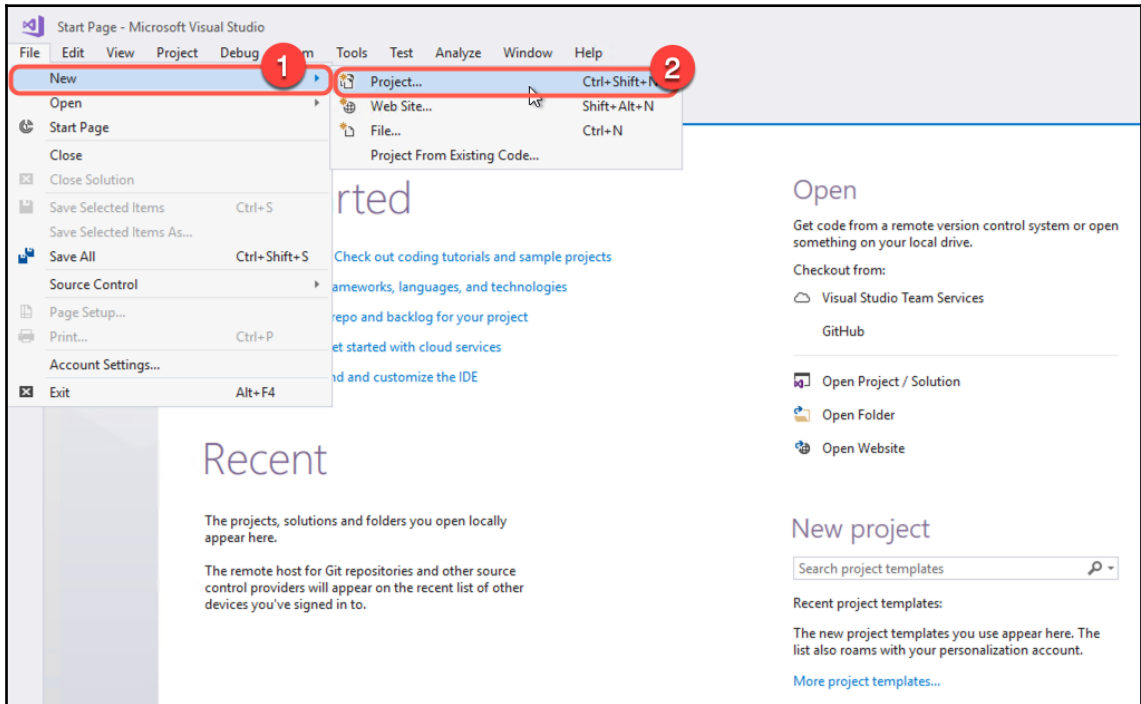 Start Page - Microsoft Visual Studio
File Edit View Project Debug m Tools Test Analyze Window Help
1
2
New
Open
Start Page
Close
Close Solution
Save Selected Items Ctrl+S
Save Selected Items As...
Save All Ctrl+Shift+S
Source Control
Page Setup...
Print... Ctrl+P
Account Settings...
Exit Alt+F4
Project... Ctrl+Shift+N
Web Site... Shift+Alt+N
File... Ctrl+N
Project From Existing Code...
rted
Check out coding tutorials and sample projects
ameworks, languages, and technologies
repo and backlog for your project
et started with cloud services
nd and customize the IDE
Recent
The projects, solutions and folders you open locally
appear here.
The remote host for Git repositories and other source
control providers will appear on the recent list of other
devices you've signed in to.
Open
Get code from a remote version control system or open
something on your local drive.
Checkout from:
Visual Studio Team Services
GitHub
Open Project / Solution
Open Folder
Open Website
New project
Search project templates
Recent project templates:
The new project templates you use appear here. The
list also roams with your personalization account.
More project templates...